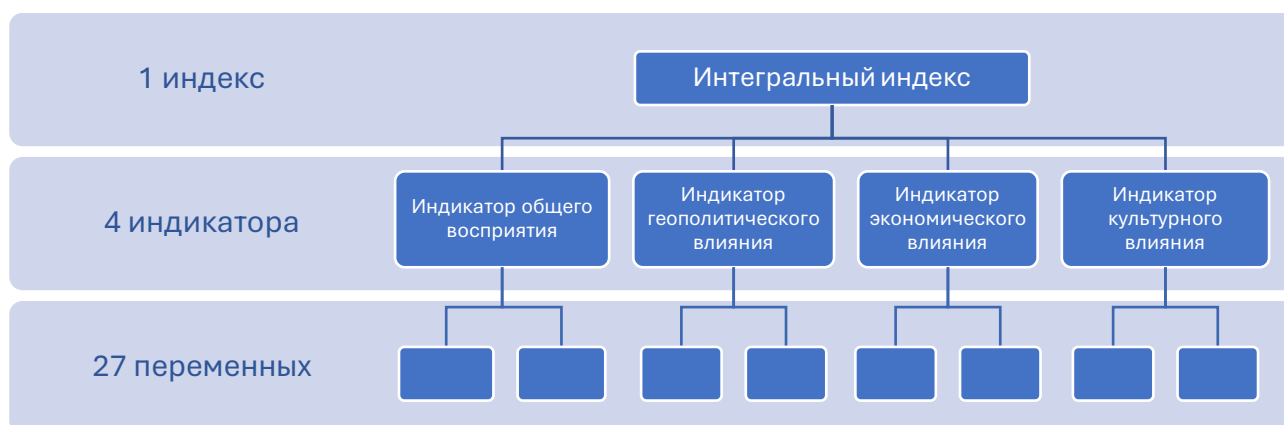 1 индекс
Интегральный индекс
4 индикатора
Индикатор общего
восприятия
Индикатор
геополитического
влияния
Индикатор
экономического
влияния
Индикатор
культурного
влияния
27 переменных